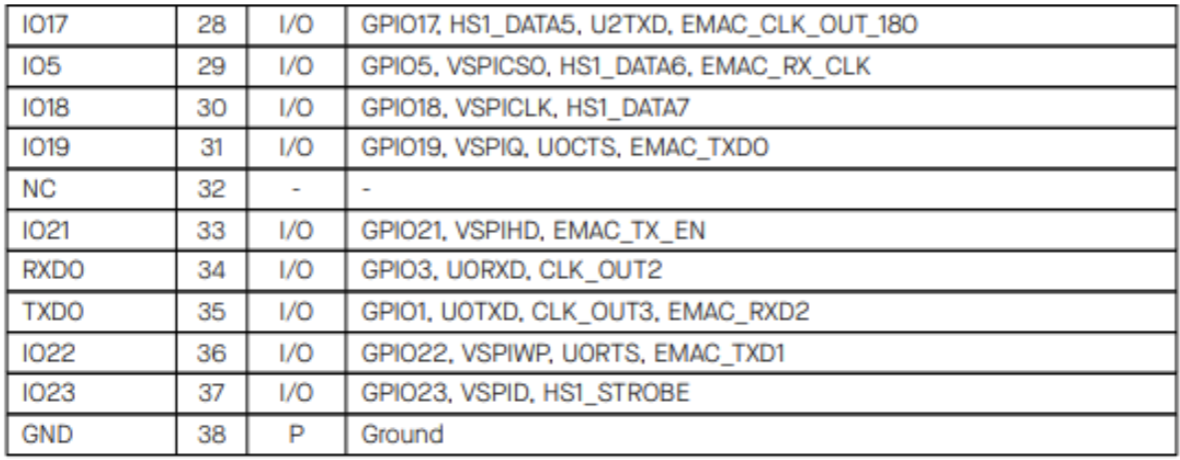 IO17 28 I/O GPIO17, HS1_DATA5, U2TXD, EMAC_CLK_OUT_180
IO5 29 I/O GPIO5, VSPICS0, HS1_DATA6, EMAC_RX_CLK
IO18 30 I/O GPIO18, VSPICLK, HS1_DATA7
IO19 31 I/O GPIO19, VSPIQ, U0CTS, EMAC_TXD0
NC 32 - -
IO21 33 I/O GPIO21, VSPIHD, EMAC_TX_EN
RXD0 34 I/O GPIO3, U0RXD, CLK_OUT2
TXD0 35 I/O GPIO1, U0TXD, CLK_OUT3, EMAC_RXD2
IO22 36 I/O GPIO22, VSPIWP, U0RTS, EMAC_TXD1
IO23 37 I/O GPIO23, VSPID, HS1_STROBE
GND 38 P Ground